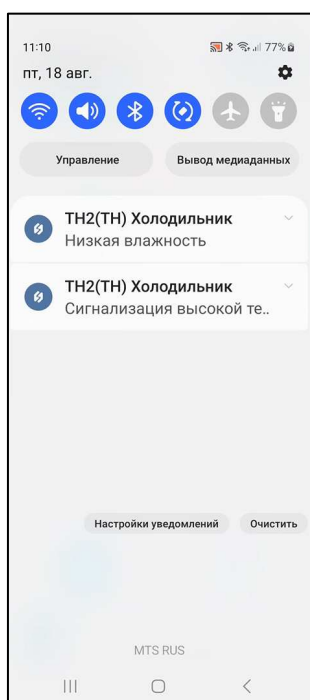 11:10 77%
пт, 18 авг.
Управление Вывод медиаданных
TH2(TH) Холодильник
Низкая влажность
TH2(TH) Холодильник
Сигнализация высокой те..
Настройки уведомлений Очистить
MTS RUS